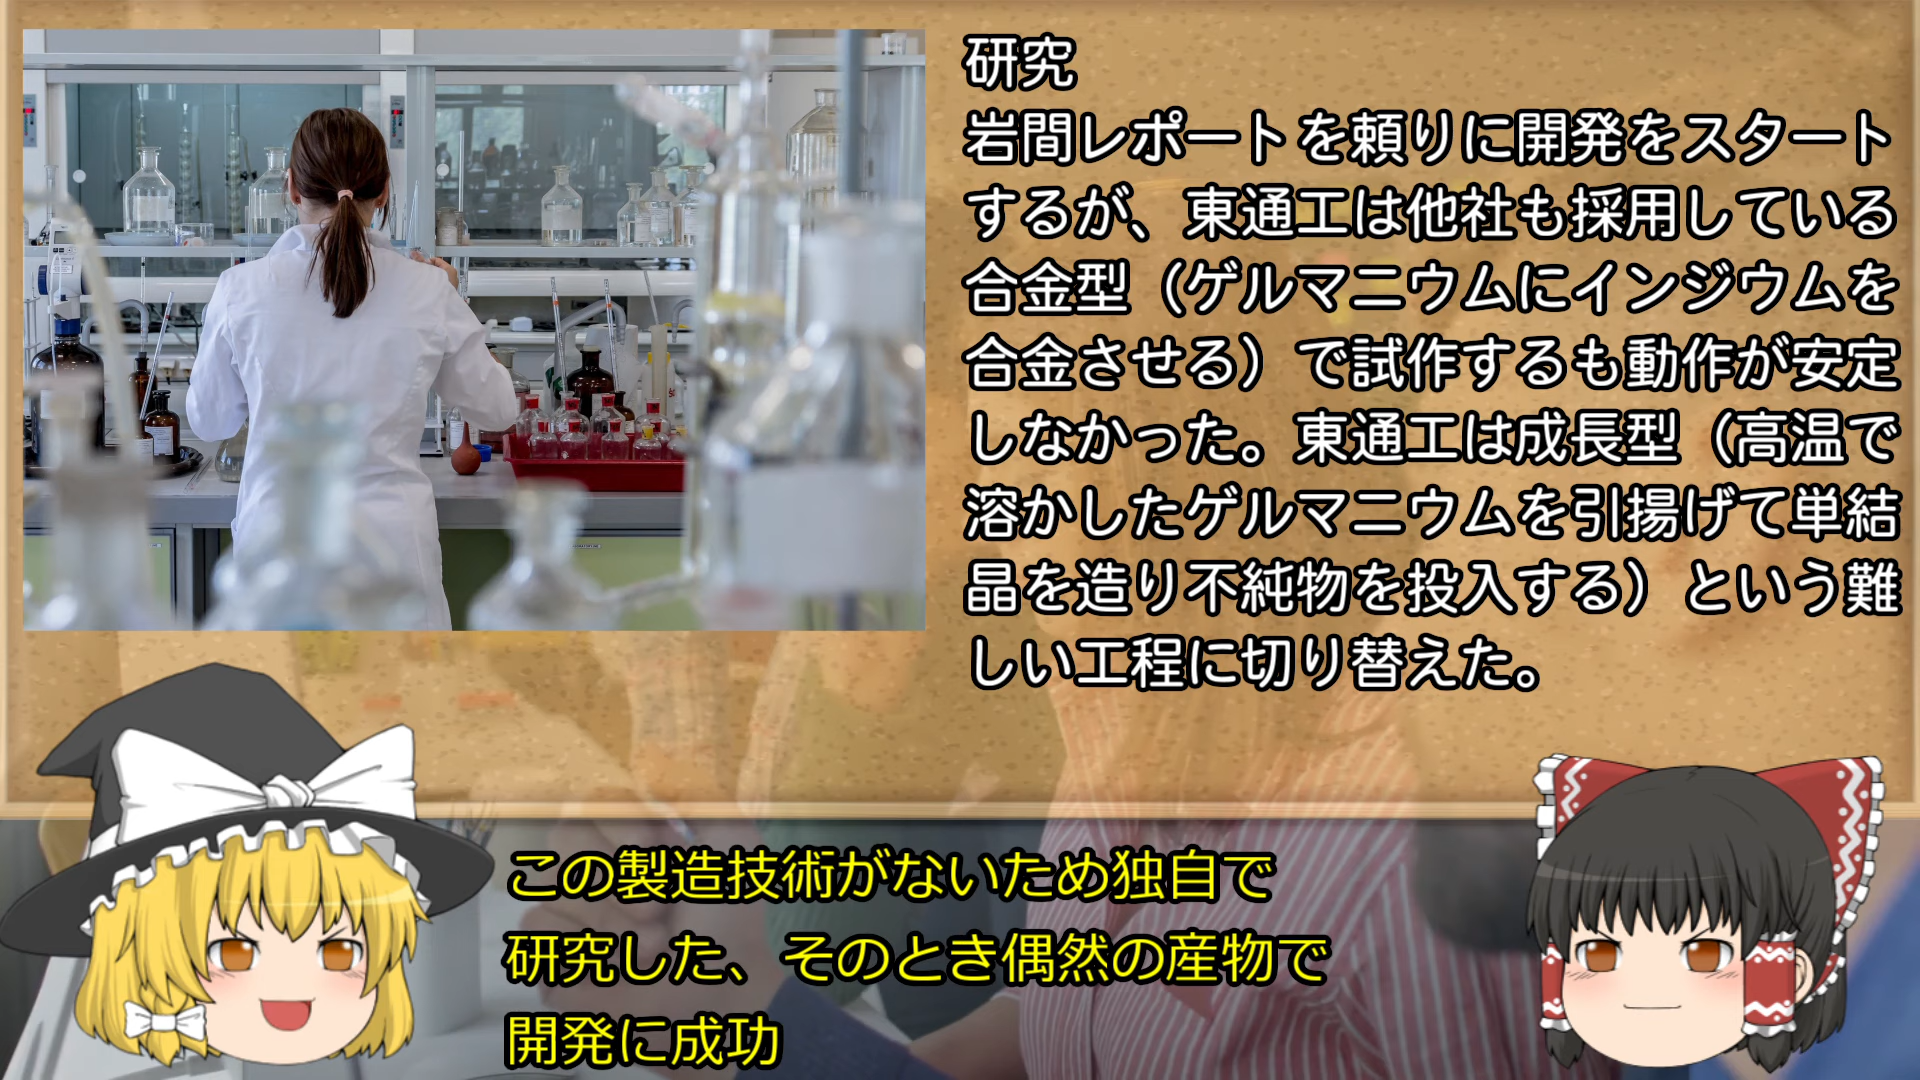 研究
岩間レポートを頼りに開発をスタート
するが、東通工は他社も採用している
合金型（ゲルマニウムにインジウムを
合金させる）で試作するも動作が安定
しなかった。東通工は成長型（高温で
溶かしたゲルマニウムを引揚げて単結
晶を造り不純物を投入する）という難
しい工程に切り替えた。
この製造技術がないため独自で
研究した、そのとき偶然の産物で
開発に成功